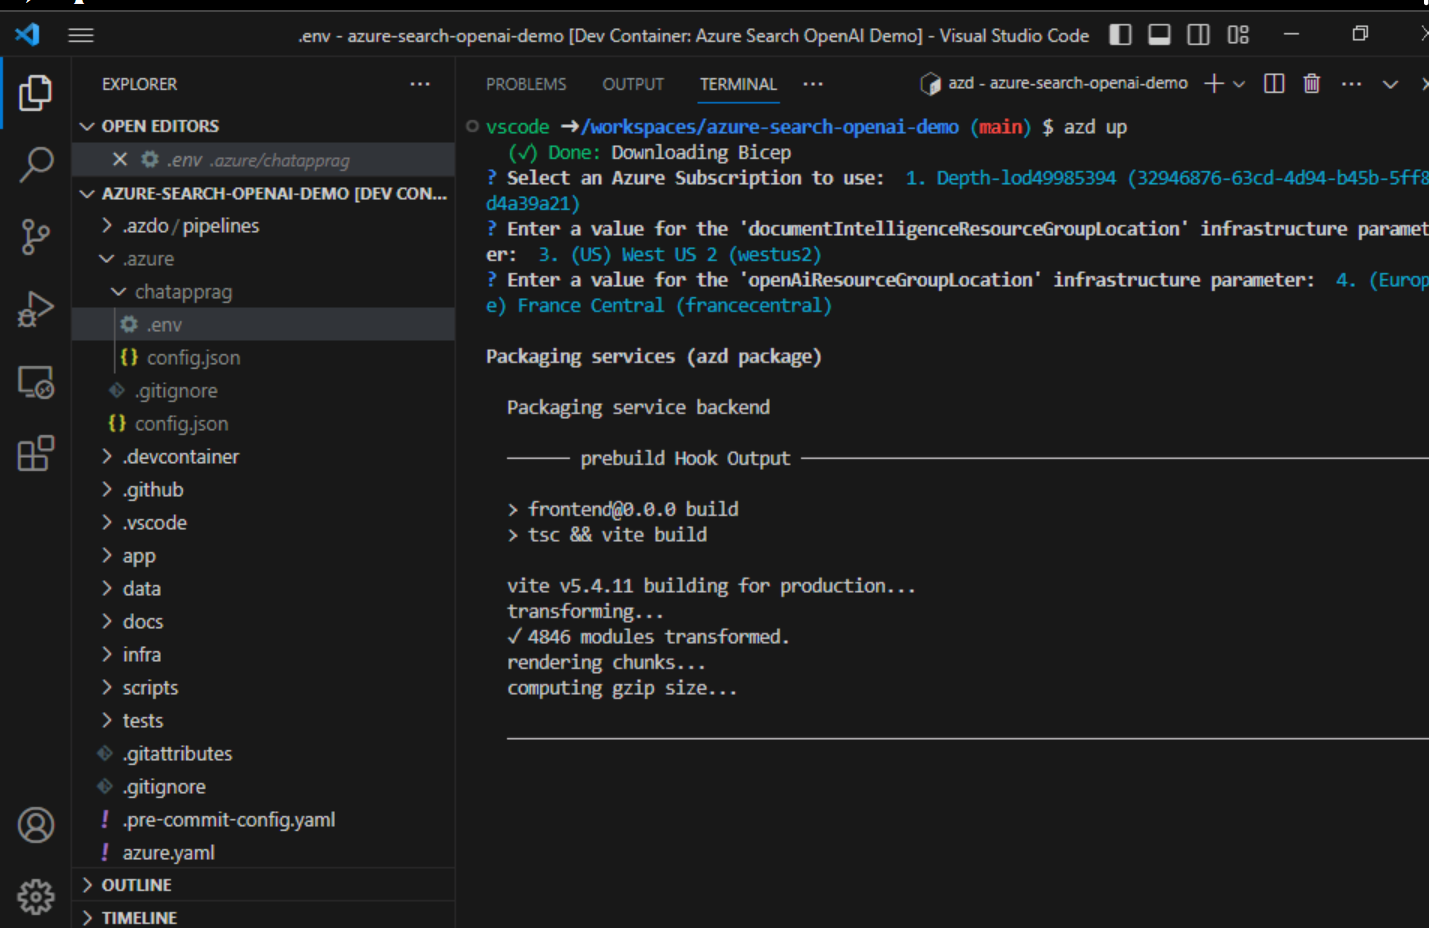 .env - azure-search-openai-demo [Dev Container: Azure Search OpenAI Demo] - Visual Studio Code
EXPLORER
OPEN EDITORS
.env .azure/chatapprag
AZURE-SEARCH-OPENAI-DEMO [DEV CON...
.azdo/pipelines
.azure
chatapprag
.env
{} config.json
.gitignore
{} config.json
.devcontainer
.github
.vscode
app
data
docs
infra
scripts
tests
.gitattributes
.gitignore
! .pre-commit-config.yaml
! azure.yaml
OUTLINE
TIMELINE
PROBLEMS OUTPUT TERMINAL ... azd - azure-search-openai-demo
vscode ➜/workspaces/azure-search-openai-demo (main) $ azd up
(✓) Done: Downloading Bicep
? Select an Azure Subscription to use: 1. Depth-lod49985394 (32946876-63cd-4d94-b45b-5ff8
d4a39a21)
? Enter a value for the 'documentIntelligenceResourceGroupLocation' infrastructure paramet
er: 3. (US) West US 2 (westus2)
? Enter a value for the 'openAiResourceGroupLocation' infrastructure parameter: 4. (Europ
e) France Central (francecentral)
Packaging services (azd package)
Packaging service backend
prebuild Hook Output
> frontend@0.0.0 build
> tsc && vite build
vite v5.4.11 building for production...
transforming...
✓ 4846 modules transformed.
rendering chunks...
computing gzip size...